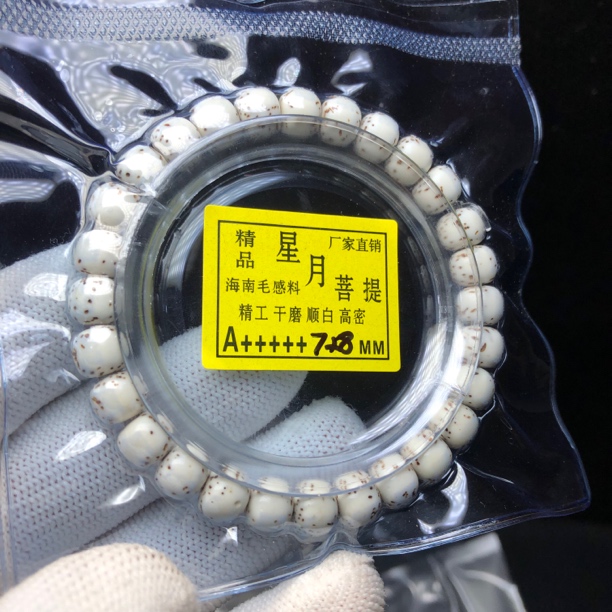 精品 星月菩提 厂家直销
海南毛感料
精工 干磨 顺白 高密
A+++++ 7×8 MM